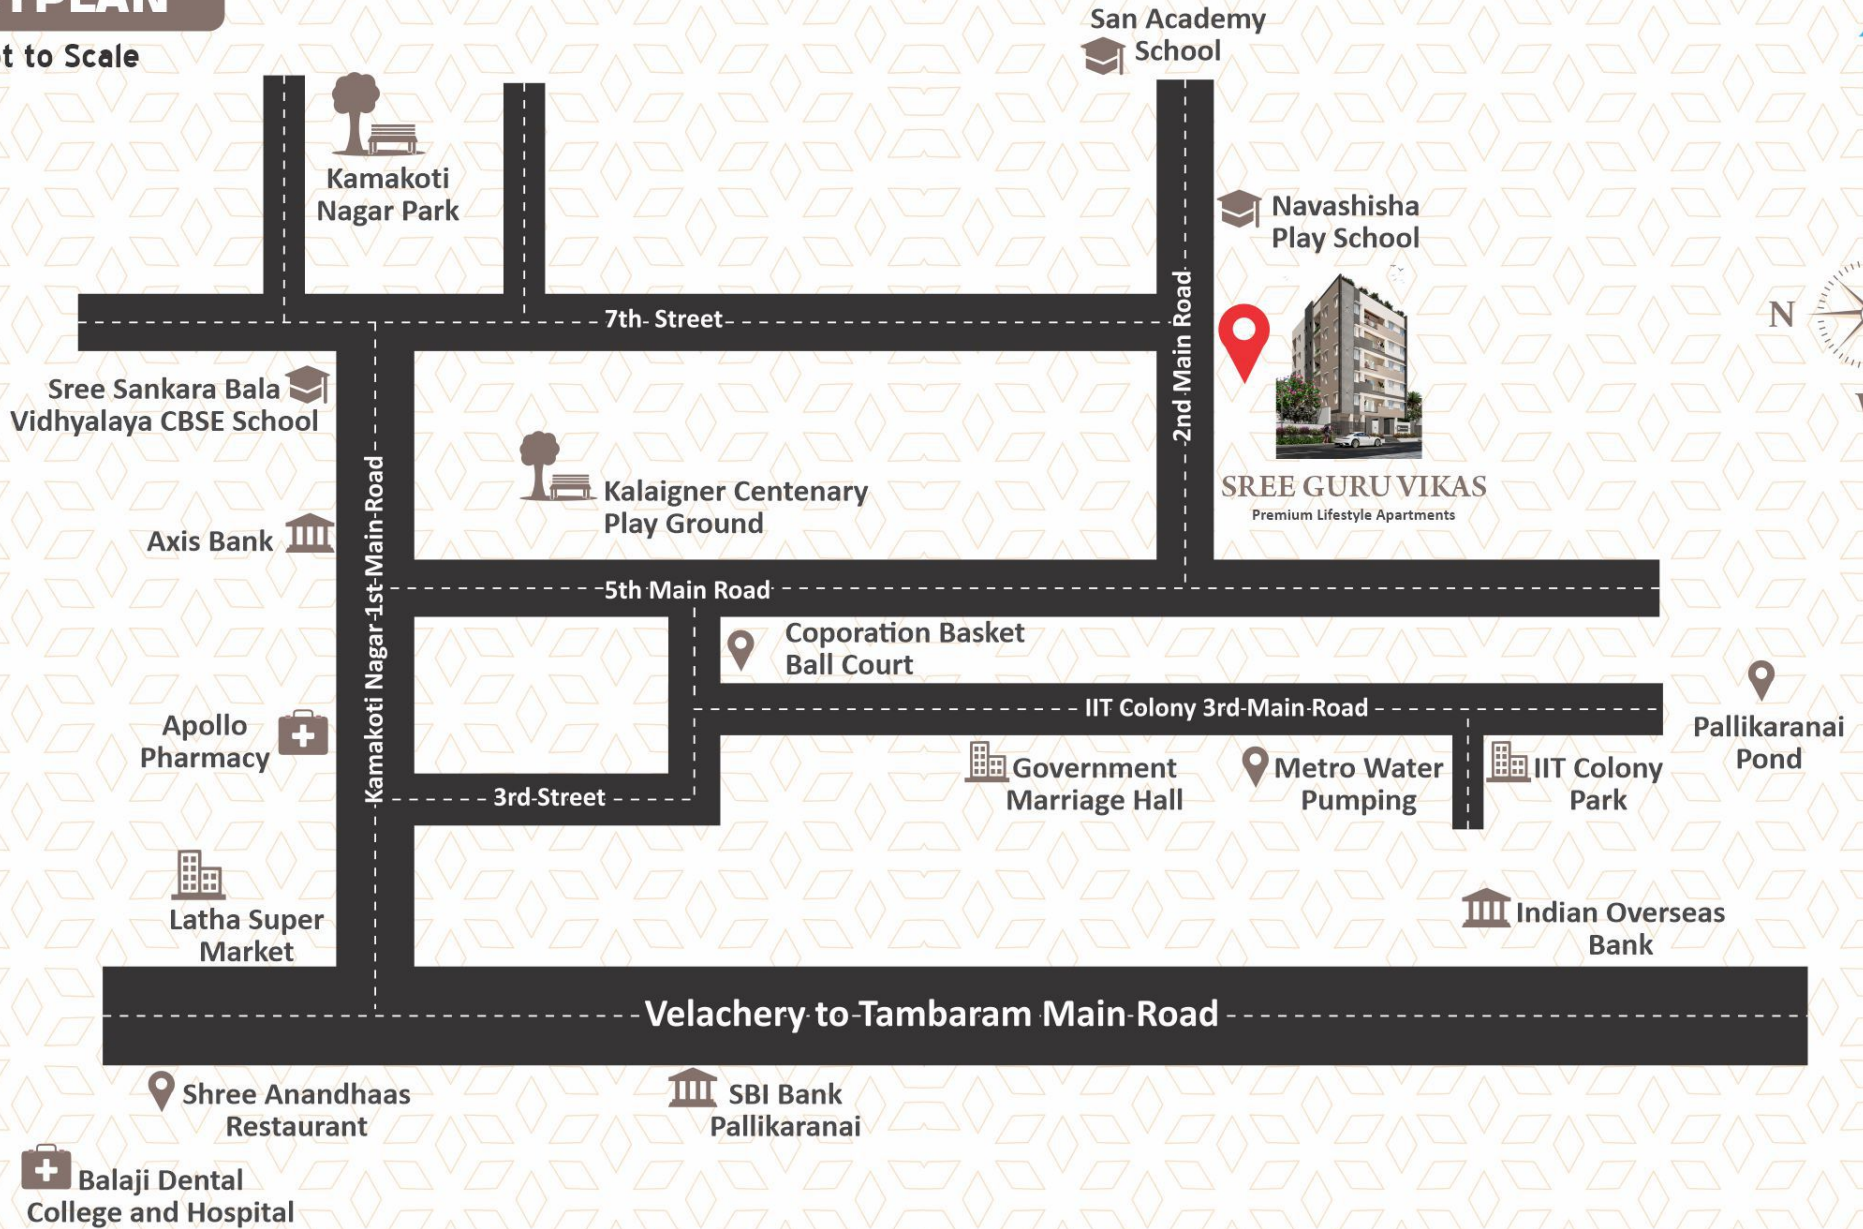 to Scale
San Academy
School
Kamakoti
Nagar Park
Navashisha
Play School
N
7th Street
2nd Main Road
Sree Sankara Bala
Vidhyalaya CBSE School
Kamakoti Nagar 1st Main Road
Kalaigner Centenary
Play Ground
SREE GURU VIKAS
Premium Lifestyle Apartments
Axis Bank
5th Main Road
Coporation Basket
Ball Court
IIT Colony 3rd Main Road
Apollo
Pharmacy
Pallikaranai
Pond
Government
Marriage Hall
Metro Water
Pumping
IIT Colony
Park
3rd Street
Latha Super
Market
Indian Overseas
Bank
Velachery to Tambaram Main Road
Shree Anandhaas
Restaurant
SBI Bank
Pallikaranai
Balaji Dental
College and Hospital